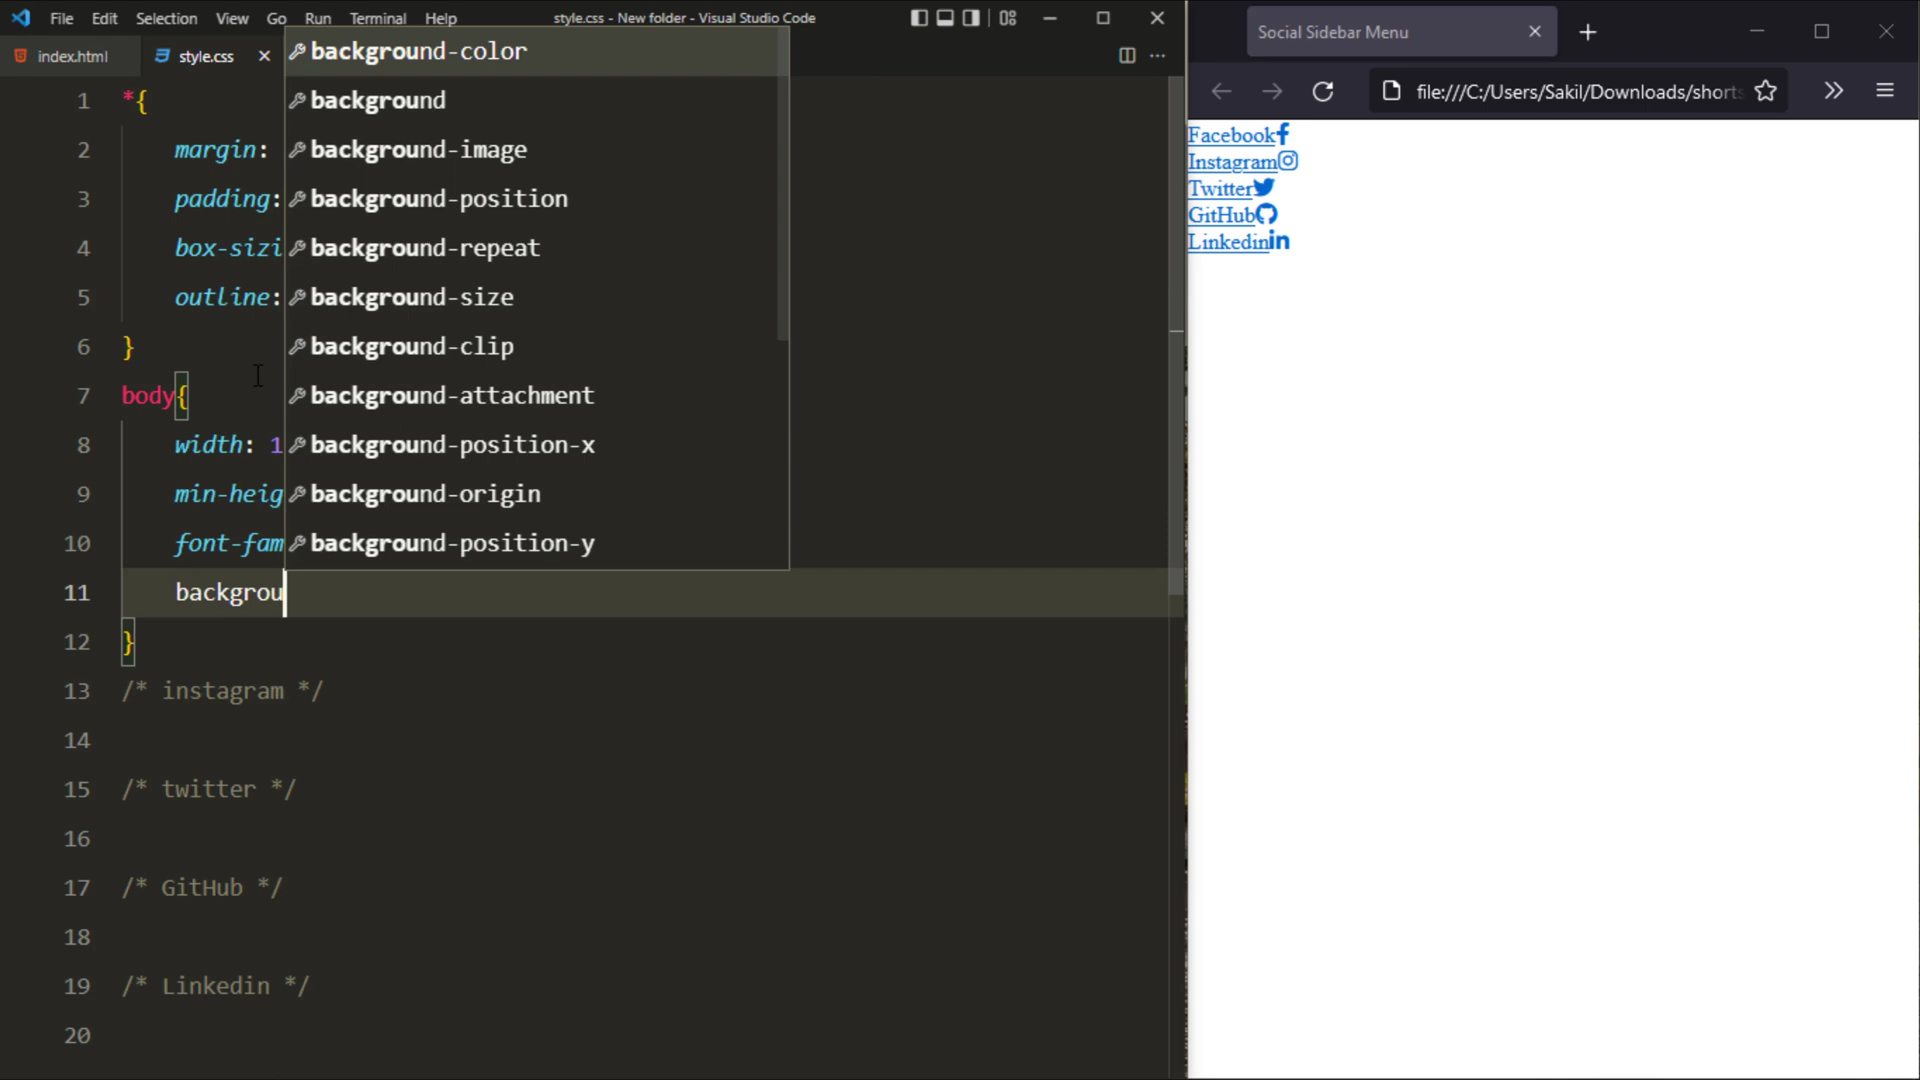 File Edit Selection View Go Run Terminal Help style.css - New folder - Visual Studio Code
index.html style.css
1 *{
2 margin:
3 padding:
4 box-sizi
5 outline:
6 }
7 body{
8 width: 1
9 min-heig
10 font-fam
11 backgrou
12 }
13 /* instagram */
14
15 /* twitter */
16
17 /* GitHub */
18
19 /* Linkedin */
20
background-color
background
background-image
background-position
background-repeat
background-size
background-clip
background-attachment
background-position-x
background-origin
background-position-y
Social Sidebar Menu
file:///C:/Users/Sakil/Downloads/shorts
Facebook
Instagram
Twitter
GitHub
Linkedin